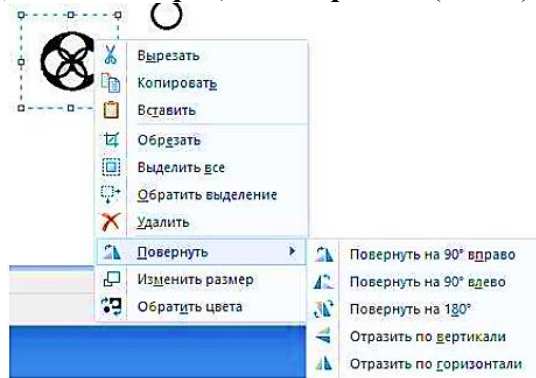 Вырезать
Копировать
Вставить
Обрезать
Выделить все
Обратить выделение
Удалить
Повернуть
Изменить размер
Обратить цвета
Повернуть на 90° вправо
Повернуть на 90° влево
Повернуть на 180°
Отразить по вертикали
Отразить по горизонтали